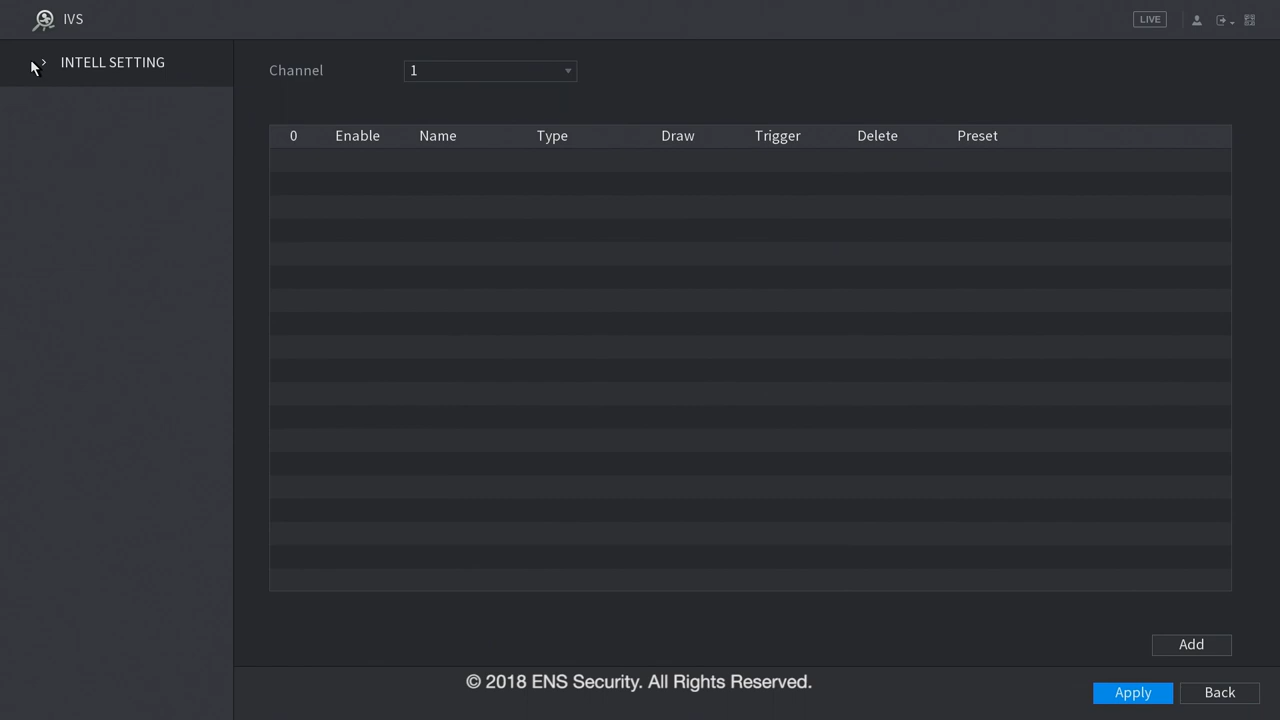 IVS
LIVE
INTELL SETTING
Channel
1
0 Enable Name Type Draw Trigger Delete Preset
Add
© 2018 ENS Security. All Rights Reserved.
Apply
Back